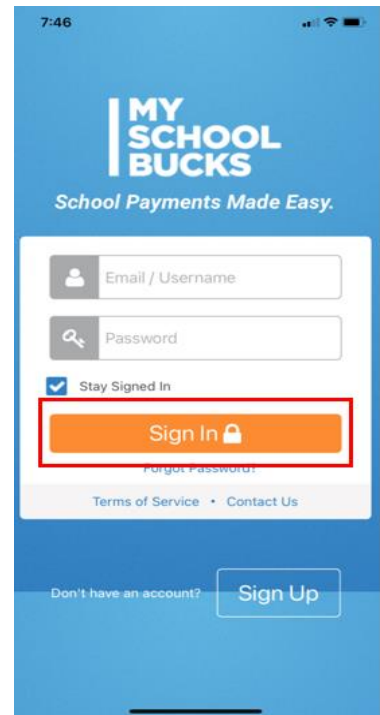 7:46
MY
SCHOOL
BUCKS
School Payments Made Easy.
Email / Username
Password
Stay Signed In
Sign In
Forgot Password?
Terms of Service • Contact Us
Don't have an account?
Sign Up